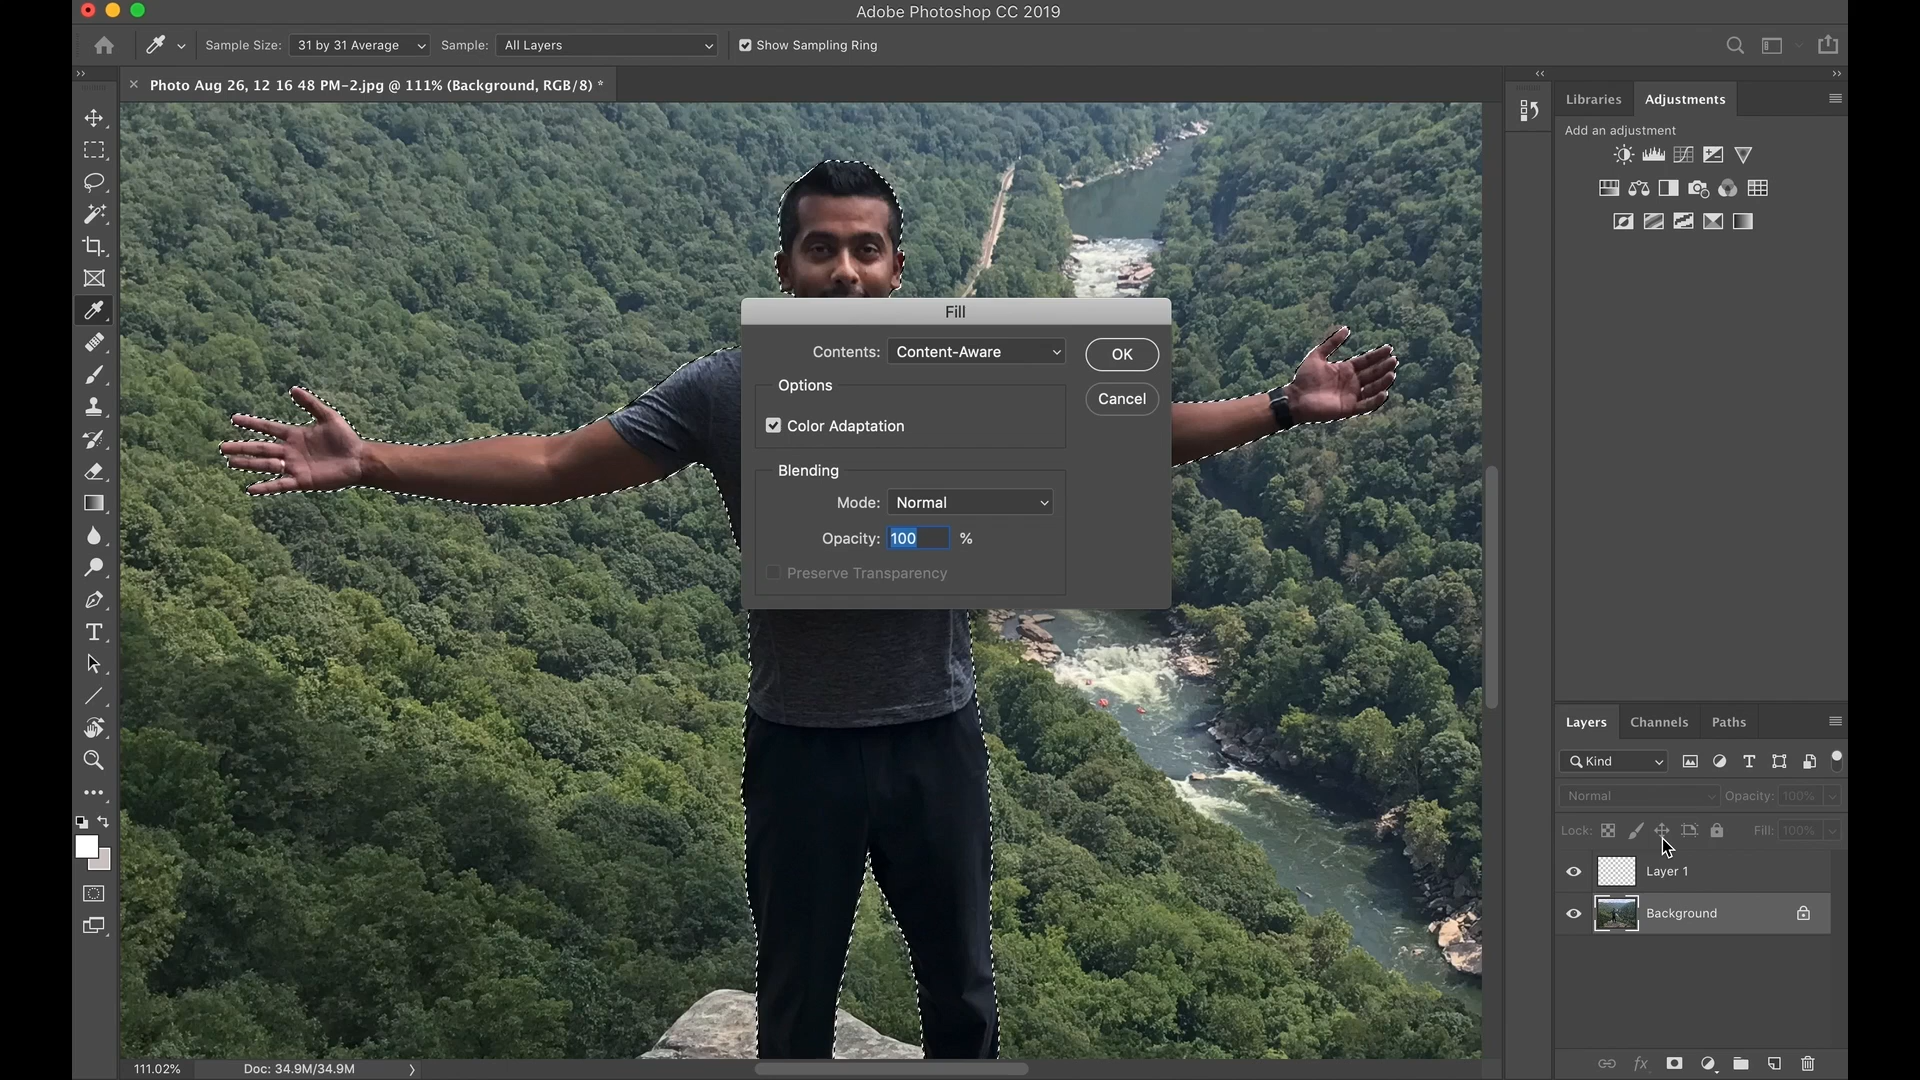 Adobe Photoshop CC 2019
Sample Size: 31 by 31 Average Sample: All Layers Show Sampling Ring
Photo Aug 26, 12 16 48 PM-2.jpg @ 111% (Background, RGB/8) *
Libraries Adjustments
Add an adjustment
Fill
Contents: Content-Aware
OK
Options
Cancel
Color Adaptation
Blending
Mode: Normal
Opacity: 100 %
Preserve Transparency
Layers Channels Paths
Kind
Normal Opacity: 100%
Lock: Fill: 100%
Layer 1
Background
111.02% Doc: 34.9M/34.9M